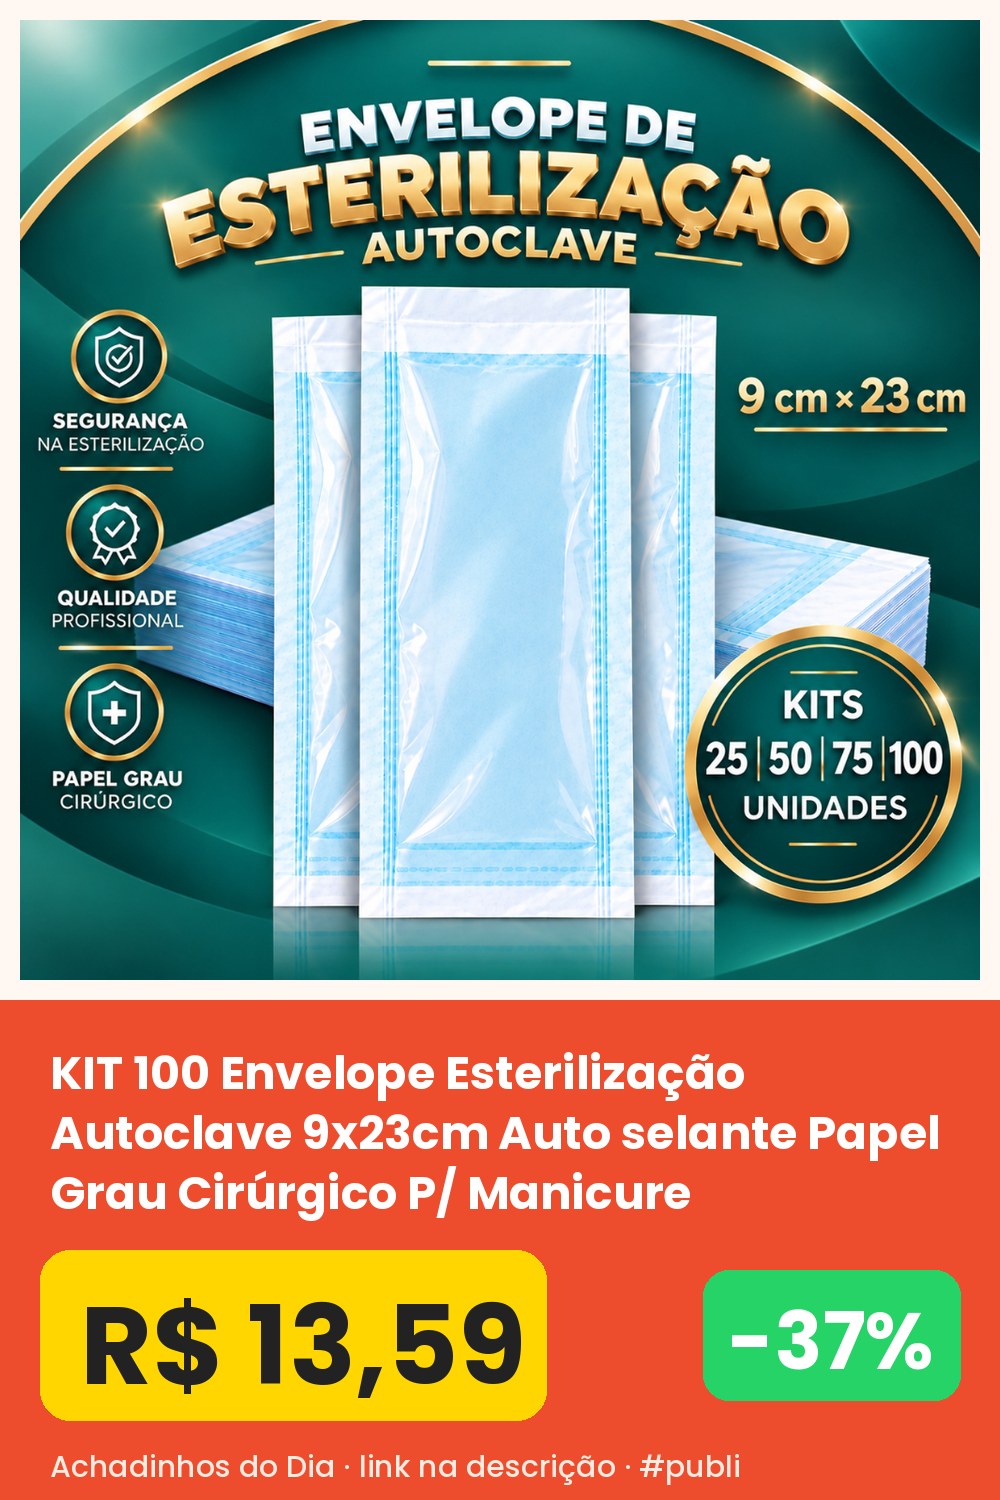 ENVELOPE DE
ESTERILIZAÇÃO
AUTOCLAVE
SEGURANÇA
NA ESTERILIZAÇÃO
QUALIDADE
PROFISSIONAL
PAPEL GRAU
CIRÚRGICO
9 cm × 23 cm
KITS
25 | 50 | 75 | 100
UNIDADES
KIT 100 Envelope Esterilização
Autoclave 9x23cm Auto selante Papel
Grau Cirúrgico P/ Manicure
R$ 13,59
-37%
Achadinhos do Dia · link na descrição · #publi